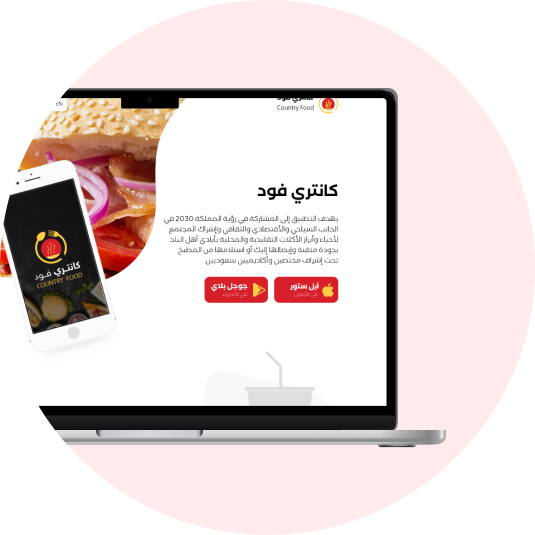 EN
كانتري فود
Country Food
كانتري فود
يهدف التطبيق إلى المشاركة في رؤية المملكة 2030 في
الجانب السياحي والأقتصادي والثقافي وإشراك المجتمع
لأحياء وأبراز الأكلات التقليدية والمحلية بأيادي أهل البلد
بجودة متقنة وإيصالها إليك أو استلامها من المطبخ
تحت إشراف مختصين وأكاديميين سعوديين
أبل ستور
على الأيفون
جوجل بلاي
على الأندرويد
كانتري فود
COUNTRY FOOD